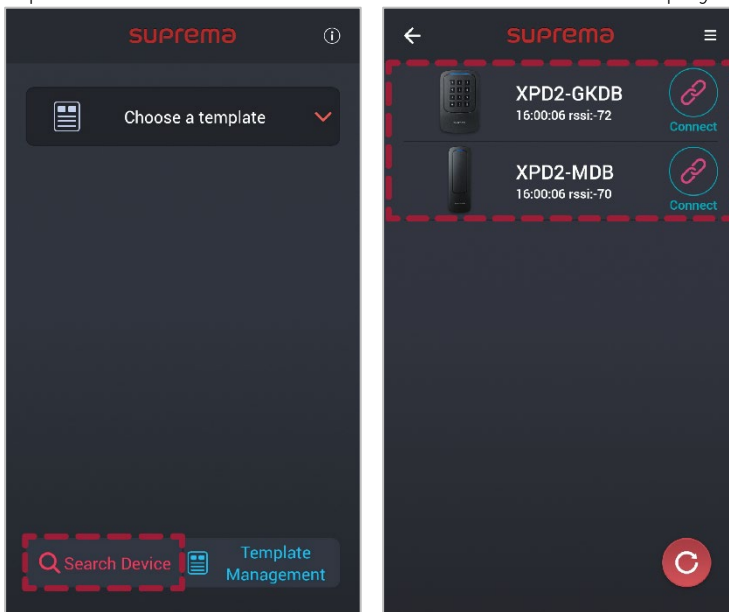 suprema
Choose a template
Search Device
Template
Management
suprema
XPD2-GKDB
16:00:06 rssi:-72
Connect
XPD2-MDB
16:00:06 rssi:-70
Connect